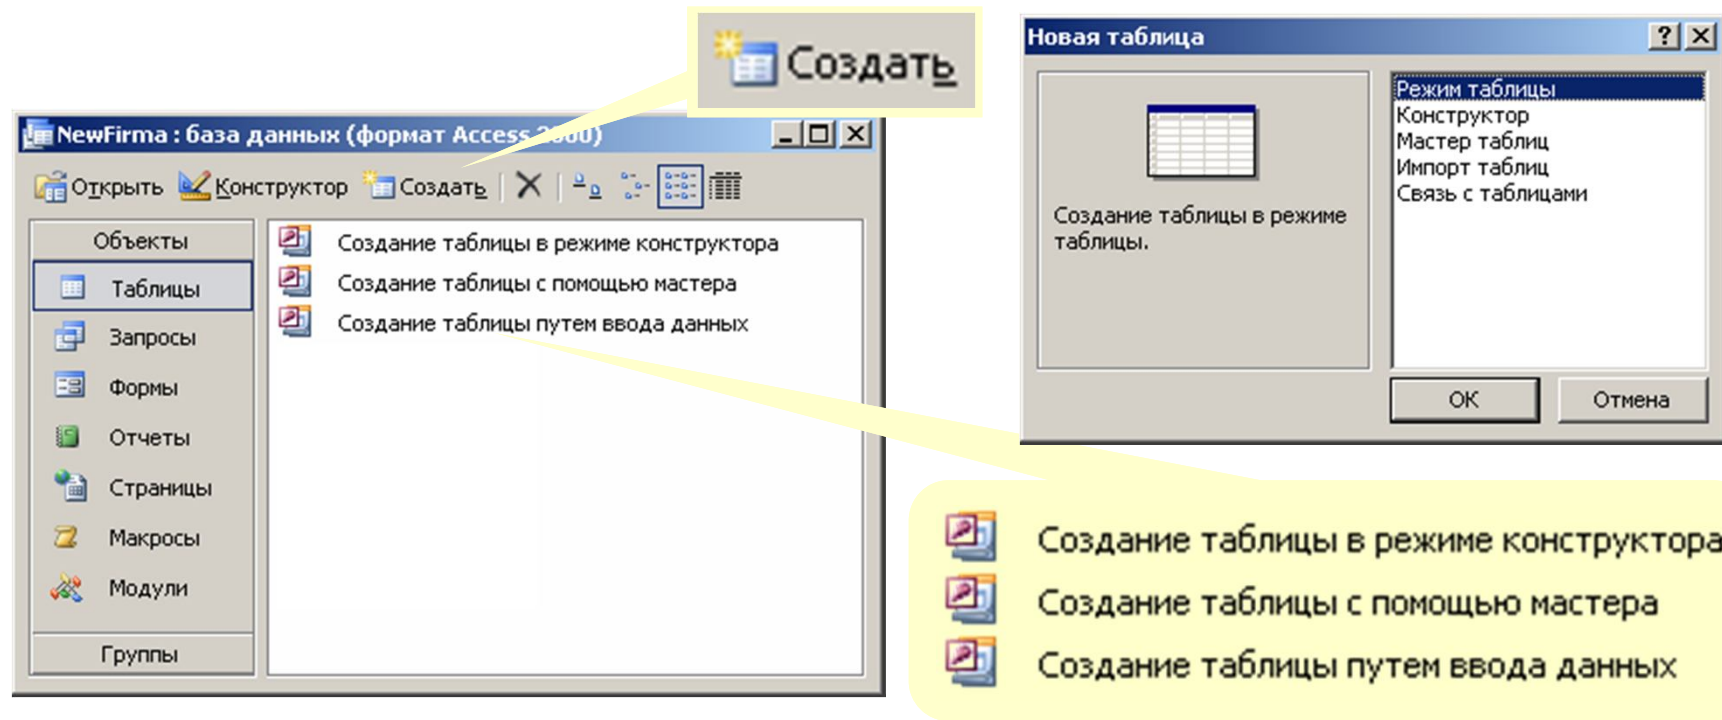 Создать
NewFirma : база данных (формат Access 2000)
Открыть Конструктор Создать
Объекты
Таблицы
Запросы
Формы
Отчеты
Страницы
Макросы
Модули
Группы
Создание таблицы в режиме конструктора
Создание таблицы с помощью мастера
Создание таблицы путем ввода данных
Новая таблица
Создание таблицы в режиме
таблицы.
Режим таблицы
Конструктор
Мастер таблиц
Импорт таблиц
Связь с таблицами
ОК
Отмена
Создание таблицы в режиме конструктора
Создание таблицы с помощью мастера
Создание таблицы путем ввода данных